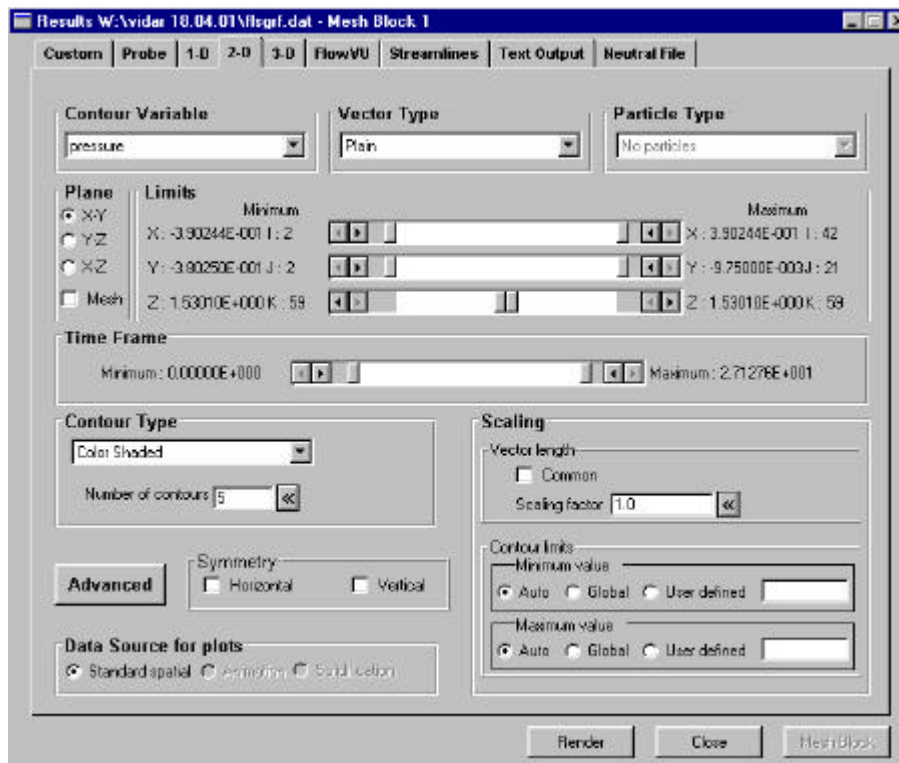 Results W:\vidar 18.04.01\flsgrf.dat - Mesh Block 1
Custom Probe 1-D 2-D 3-D FlowVU Streamlines Text Output Neutral File
Contour Variable Vector Type Particle Type
pressure Plain No particles
Plane Limits
Minimum Maximum
X-Y X : -3.90244E-001 I : 2 X : 3.90244E-001 I : 42
Y-Z Y : -3.90250E-001 J : 2 Y : -9.75000E-003 J : 21
X-Z
Mesh Z : 1.53010E+000 K : 59 Z : 1.53010E+000 K : 59
Time Frame
Minimum : 0.00000E+000 Maximum : 2.71276E+001
Contour Type Scaling
Color Shaded Vector length
Common
Number of contours 5 « Scaling factor 1.0 «
Contour limits
Symmetry Minimum value
Advanced Horizontal Vertical Auto Global User defined
Maximum value
Data Source for plots Auto Global User defined
Standard spatial Animation Solidification
Render Close Mesh Block